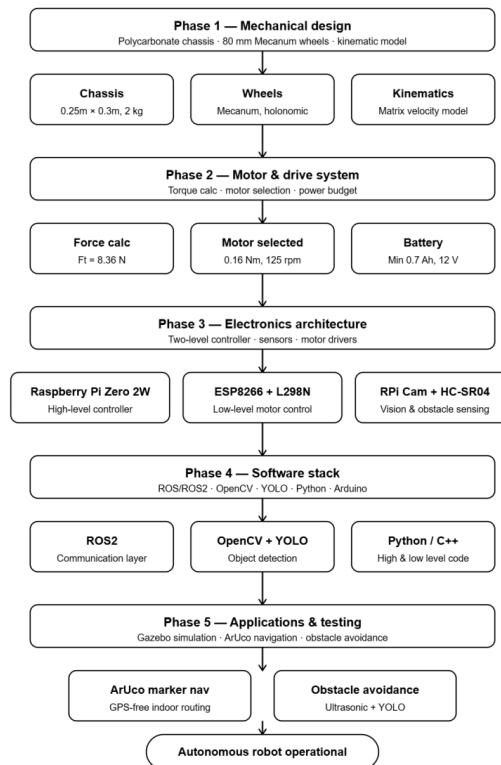 Phase 1 — Mechanical design
Polycarbonate chassis · 80 mm Mecanum wheels · kinematic model
Chassis
0.25m × 0.3m, 2 kg
Wheels
Mecanum, holonomic
Kinematics
Matrix velocity model
Phase 2 — Motor & drive system
Torque calc · motor selection · power budget
Force calc
Ft = 8.36 N
Motor selected
0.16 Nm, 125 rpm
Battery
Min 0.7 Ah, 12 V
Phase 3 — Electronics architecture
Two-level controller · sensors · motor drivers
Raspberry Pi Zero 2W
High-level controller
ESP8266 + L298N
Low-level motor control
RPi Cam + HC-SR04
Vision & obstacle sensing
Phase 4 — Software stack
ROS/ROS2 · OpenCV · YOLO · Python · Arduino
ROS2
Communication layer
OpenCV + YOLO
Object detection
Python / C++
High & low level code
Phase 5 — Applications & testing
Gazebo simulation · ArUco navigation · obstacle avoidance
ArUco marker nav
GPS-free indoor routing
Obstacle avoidance
Ultrasonic + YOLO
Autonomous robot operational